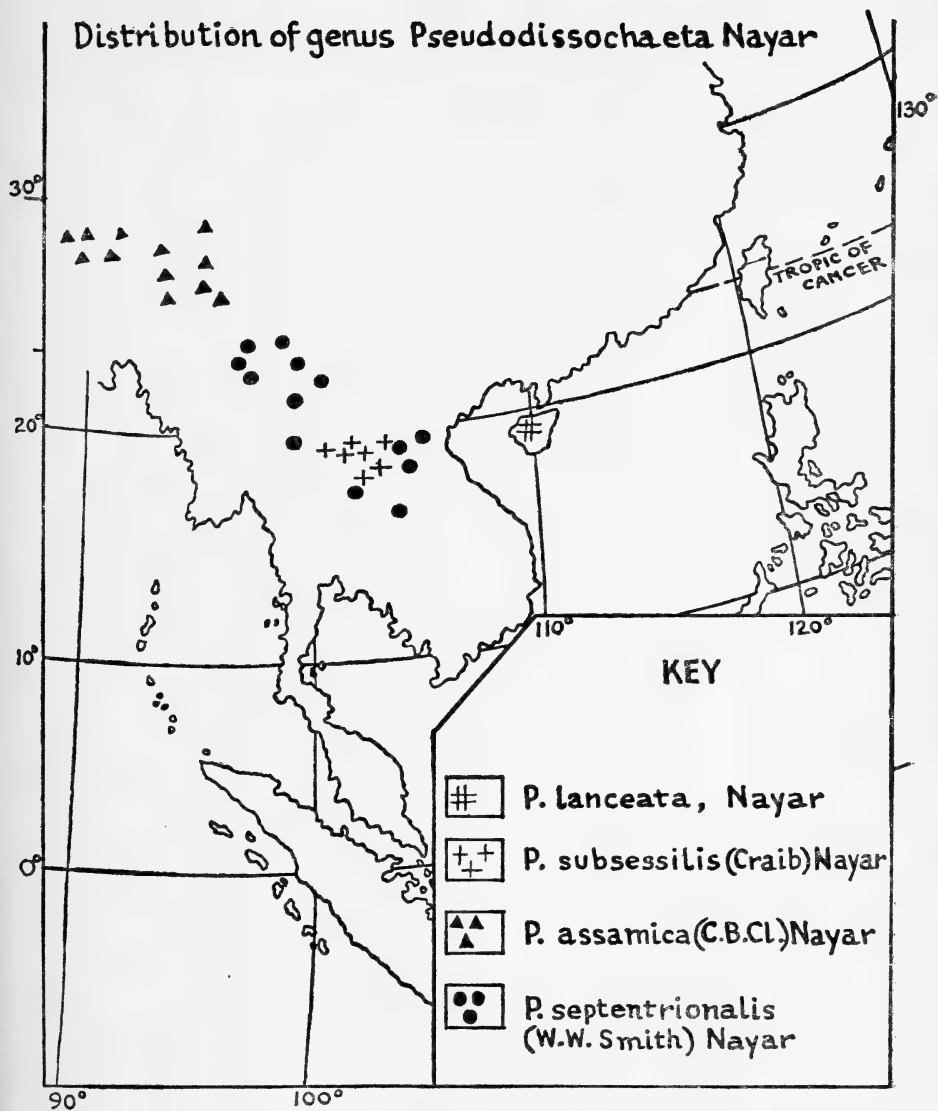 Distribution of genus Pseudodissochaeta Nayar
130°
30°
TROPIC OF
CANCER
20°
110°
120°
10°
KEY
P. lanceata, Nayar
P. subsessilis (Craib) Nayar
0°
P. assamica (C.B.Cl.) Nayar
P. septentrionalis
(W.W. Smith) Nayar
90°
100°